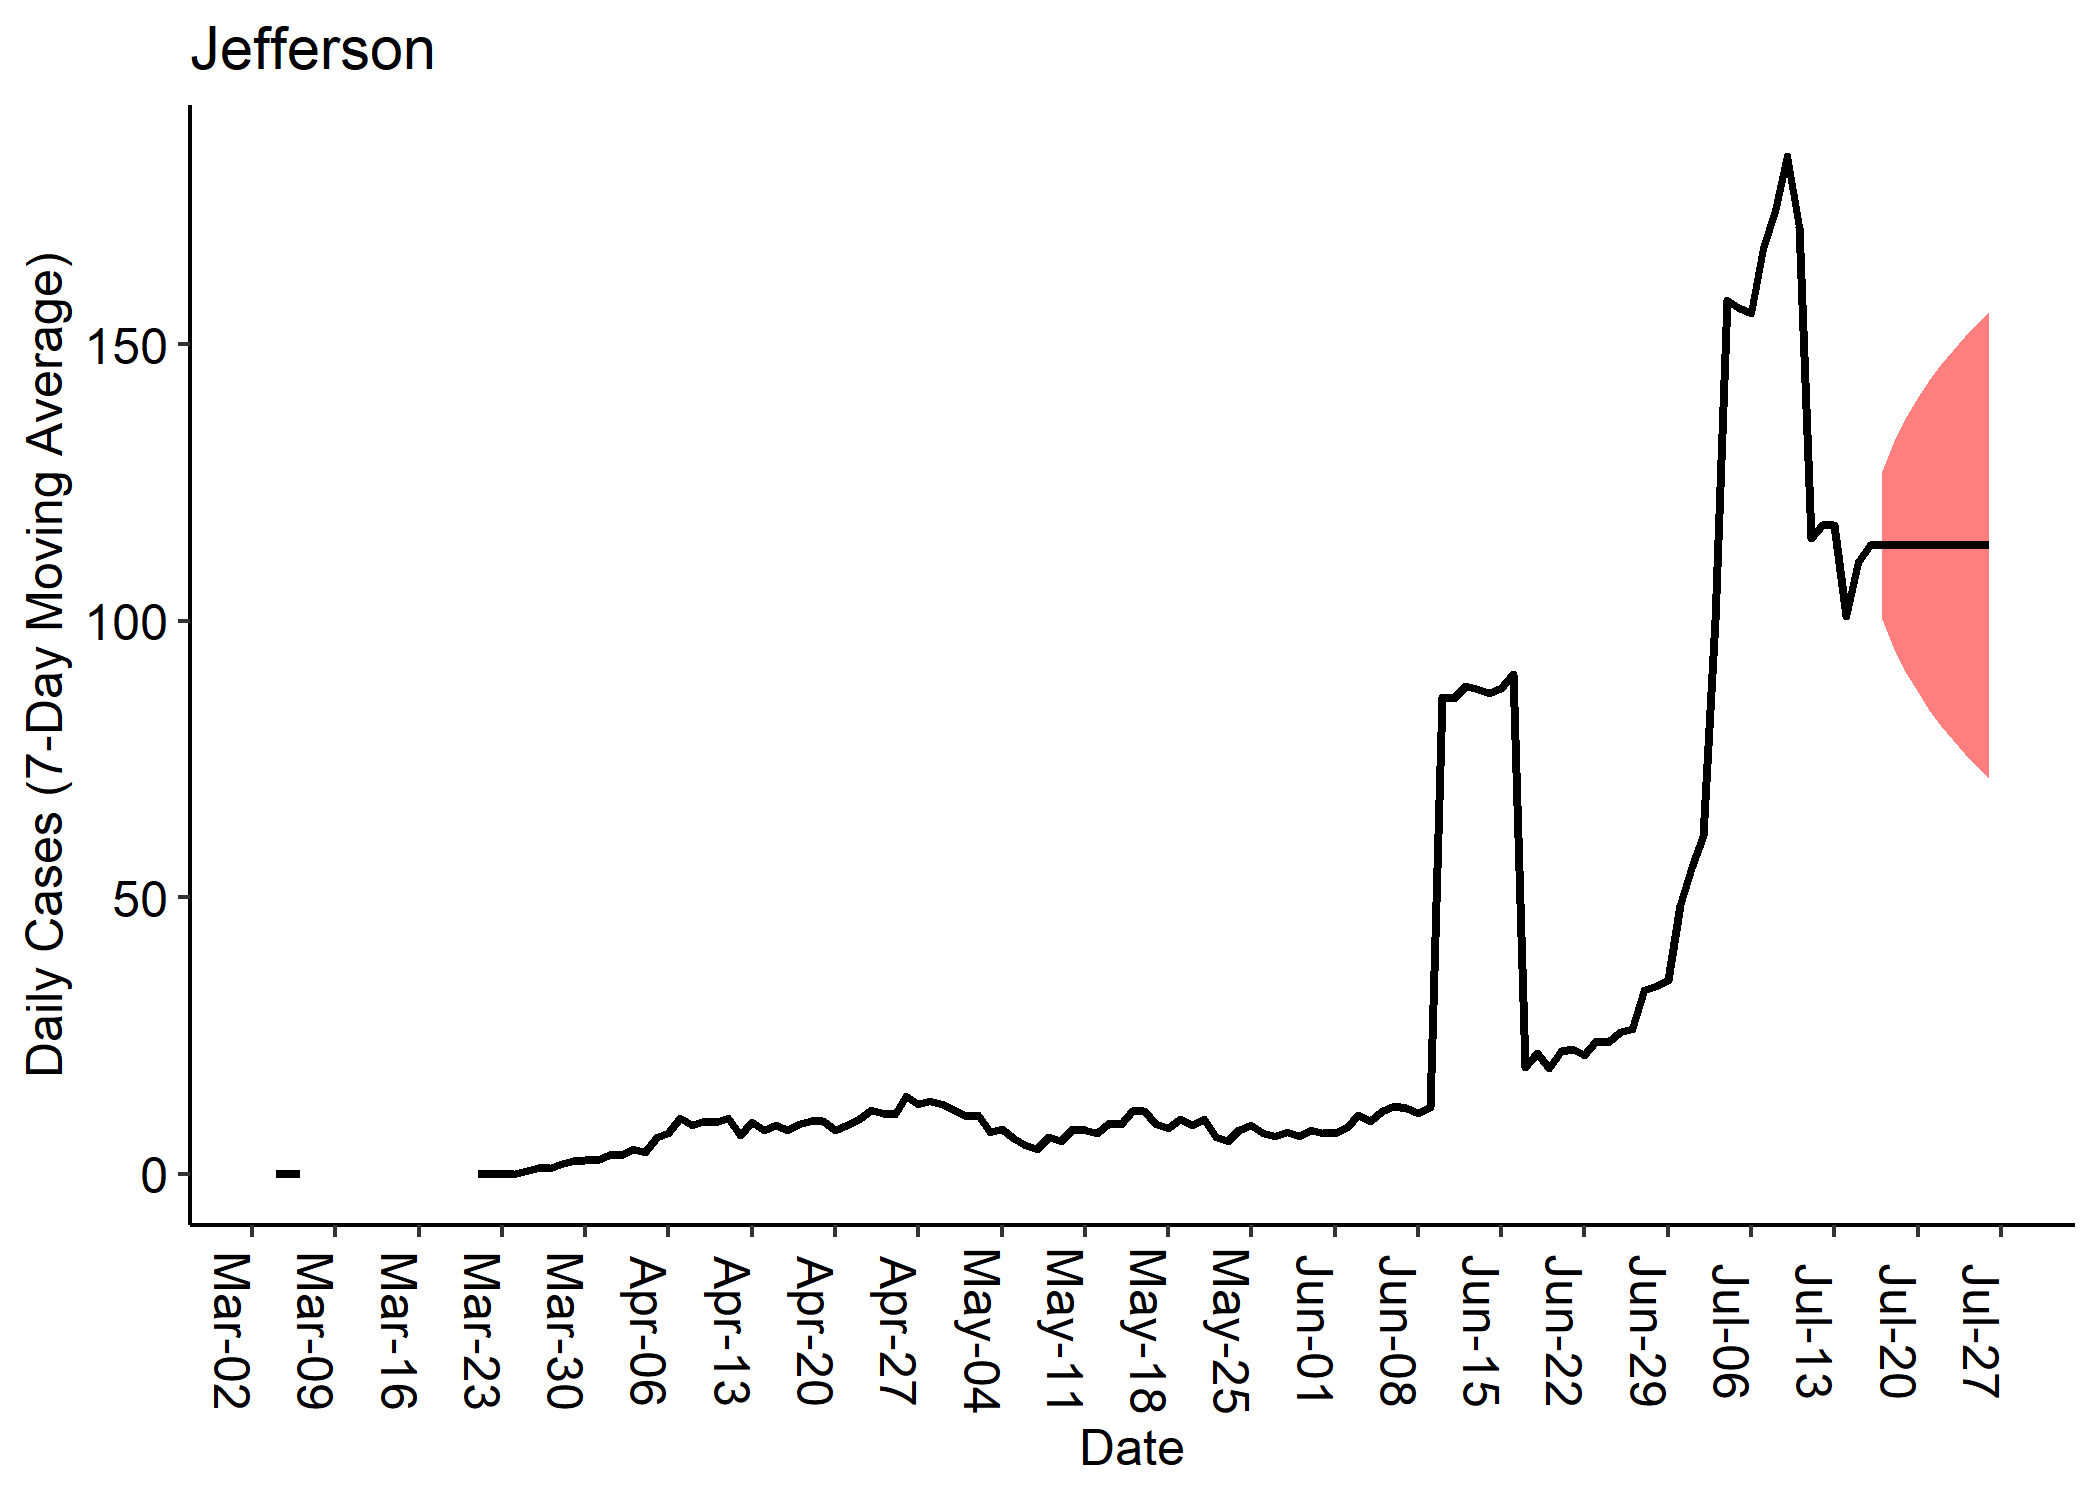 Jefferson
Daily Cases (7-Day Moving Average)
150
100
50
0
Mar-02
Mar-09
Mar-16
Mar-23
Mar-30
Apr-06
Apr-13
Apr-20
Apr-27
May-04
May-11
May-18
May-25
Jun-01
Jun-08
Jun-15
Jun-22
Jun-29
Jul-06
Jul-13
Jul-20
Jul-27
Date